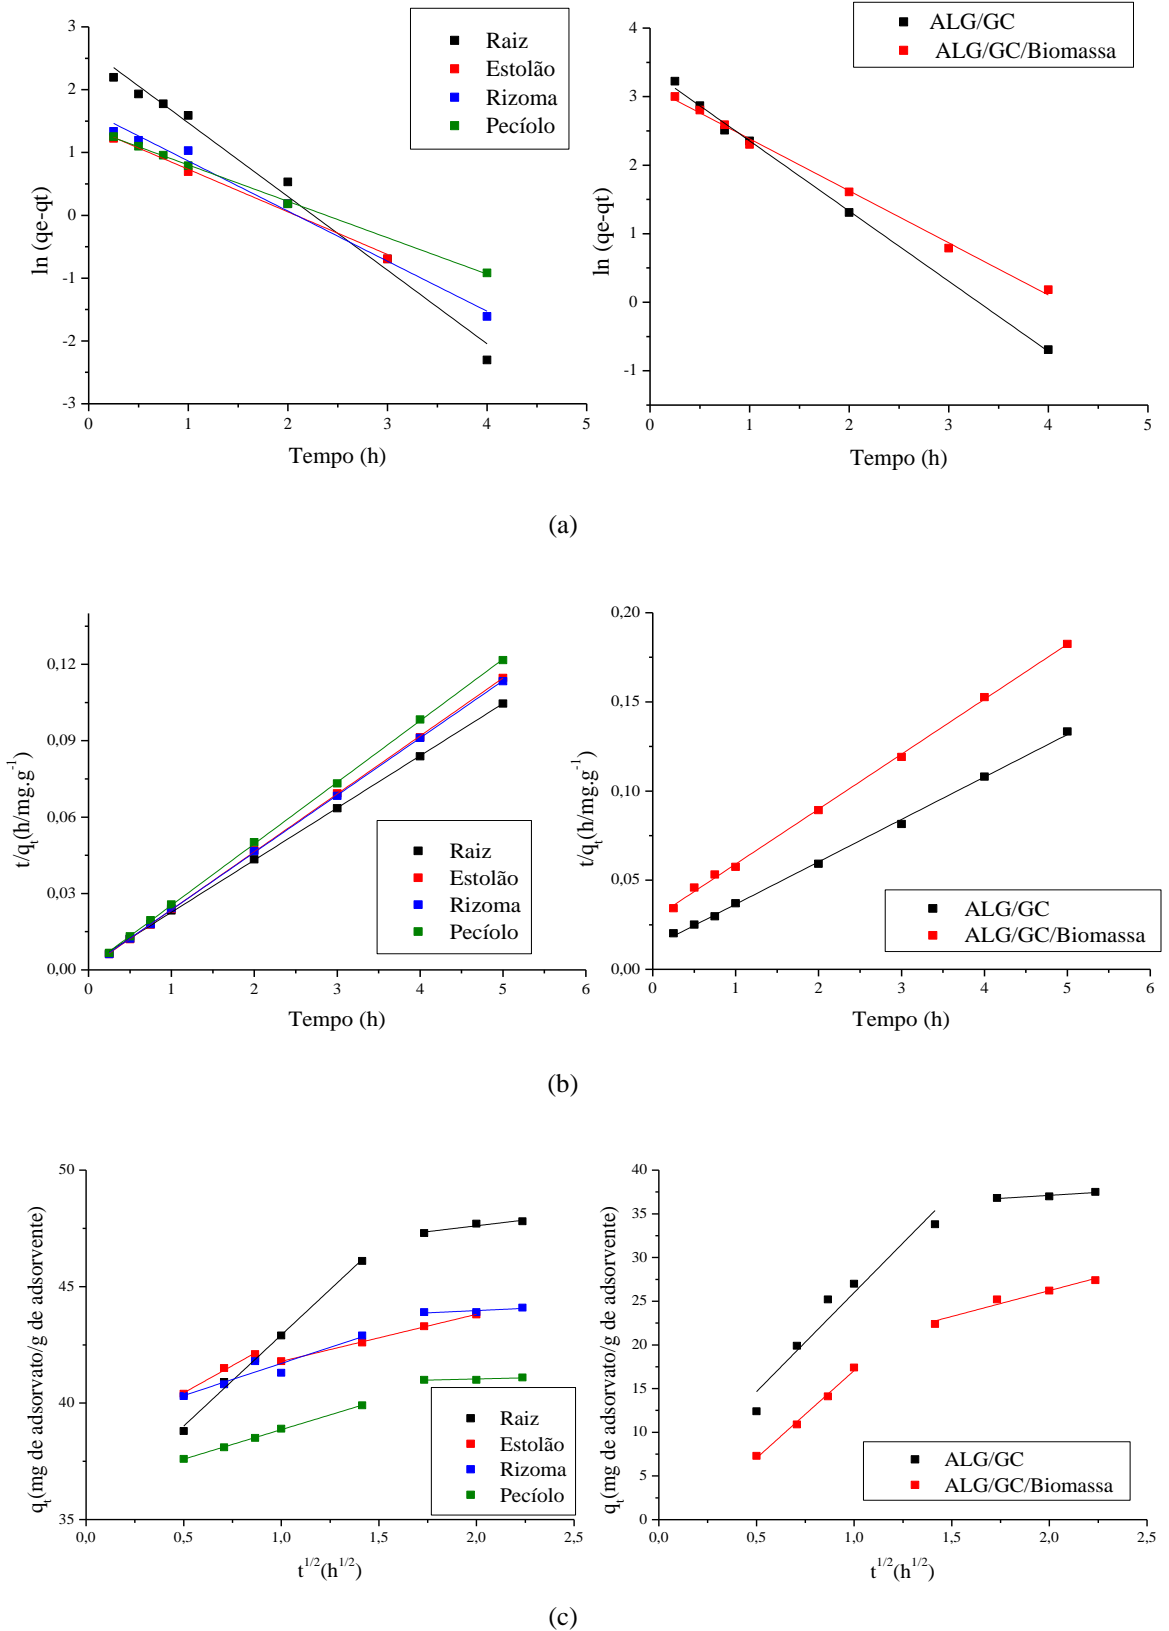 3
2
1
0
-1
-2
-3
0
1
2
3
4
5
ln (qe-qt)
Tempo (h)
Raiz
Estolão
Rizoma
Pecíolo
4
3
2
1
0
-1
0
1
2
3
4
5
ln (qe-qt)
Tempo (h)
ALG/GC
ALG/GC/Biomassa
(a)
0,12
0,09
0,06
0,03
0,00
0
1
2
3
4
5
6
t/qt(h/mg.g-1)
Tempo (h)
Raiz
Estolão
Rizoma
Pecíolo
0,20
0,15
0,10
0,05
0,00
0
1
2
3
4
5
6
t/qt(h/mg.g-1)
Tempo (h)
ALG/GC
ALG/GC/Biomassa
(b)
50
45
40
35
0,0
0,5
1,0
1,5
2,0
2,5
qt(mg de adsorvato/g de adsorvente)
t1/2(h1/2)
Raiz
Estolão
Rizoma
Pecíolo
40
35
30
25
20
15
10
5
0
0,0
0,5
1,0
1,5
2,0
2,5
qt(mg de adsorvato/g de adsorvente)
t1/2(h1/2)
ALG/GC
ALG/GC/Biomassa
(c)